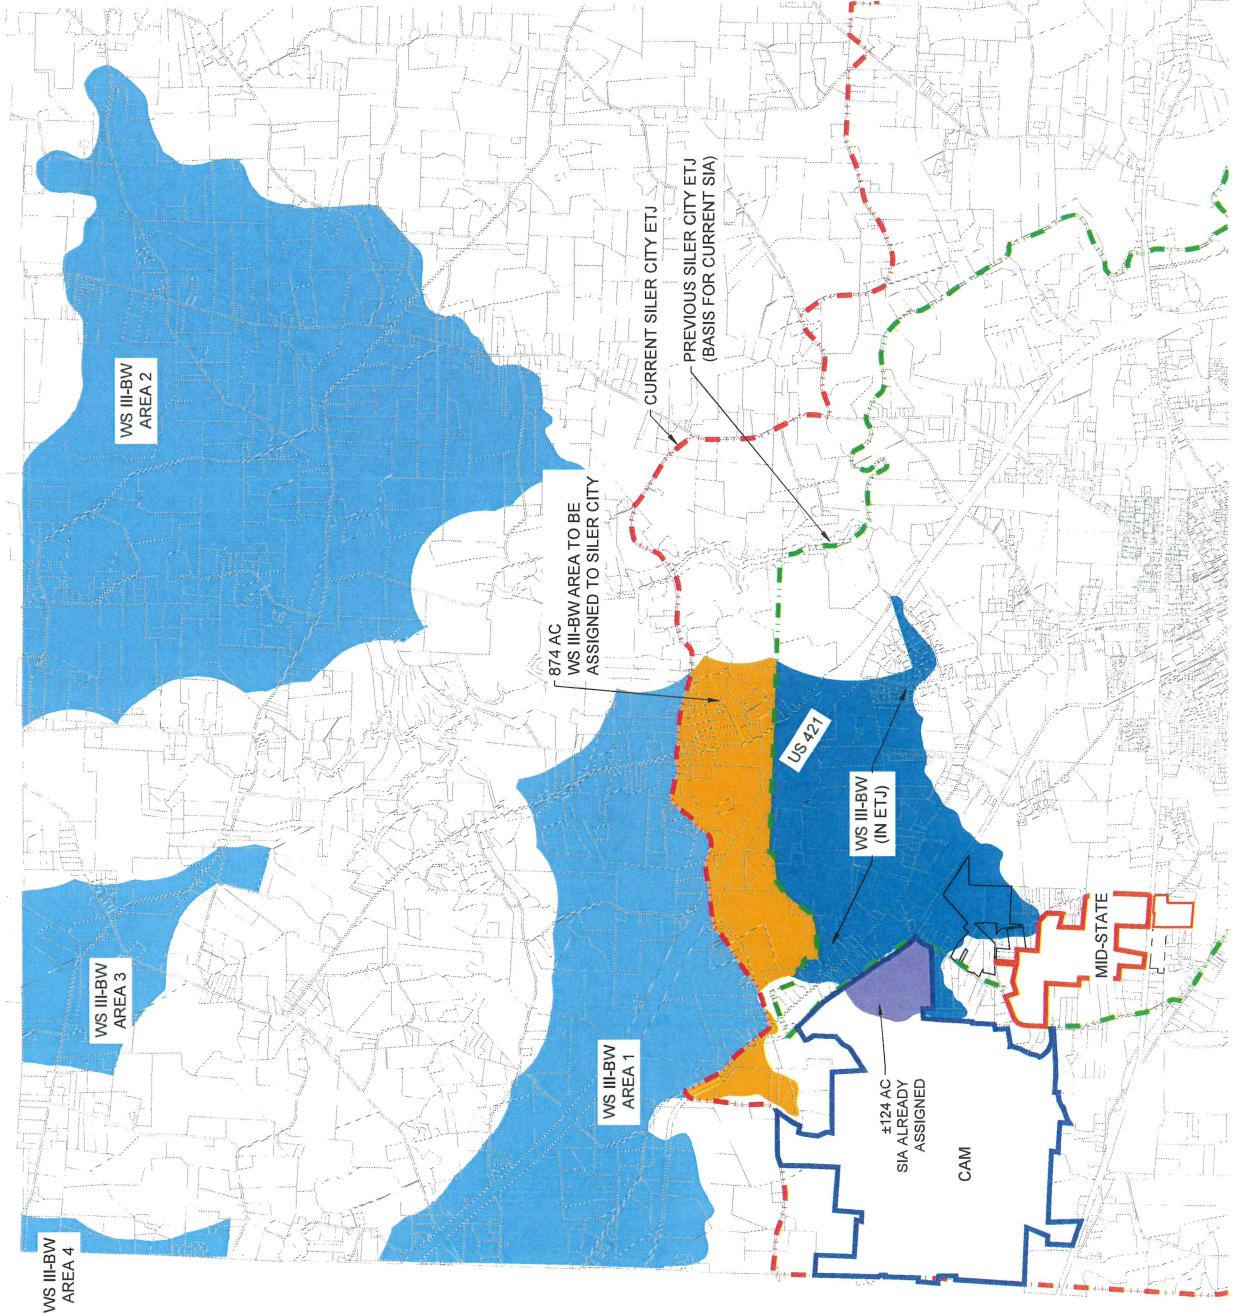 WS III-BW
AREA 2
CURRENT SILER CITY ETJ
PREVIOUS SILER CITY ETJ
(BASIS FOR CURRENT SIA)
874 AC
WS III-BW AREA TO BE
ASSIGNED TO SILER CITY
US 421
WS III-BW
(IN ETJ)
WS III-BW
AREA 3
WS III-BW
AREA 1
MID-STATE
±124 AC
SIA ALREADY
ASSIGNED
CAM
WS III-BW
AREA 4